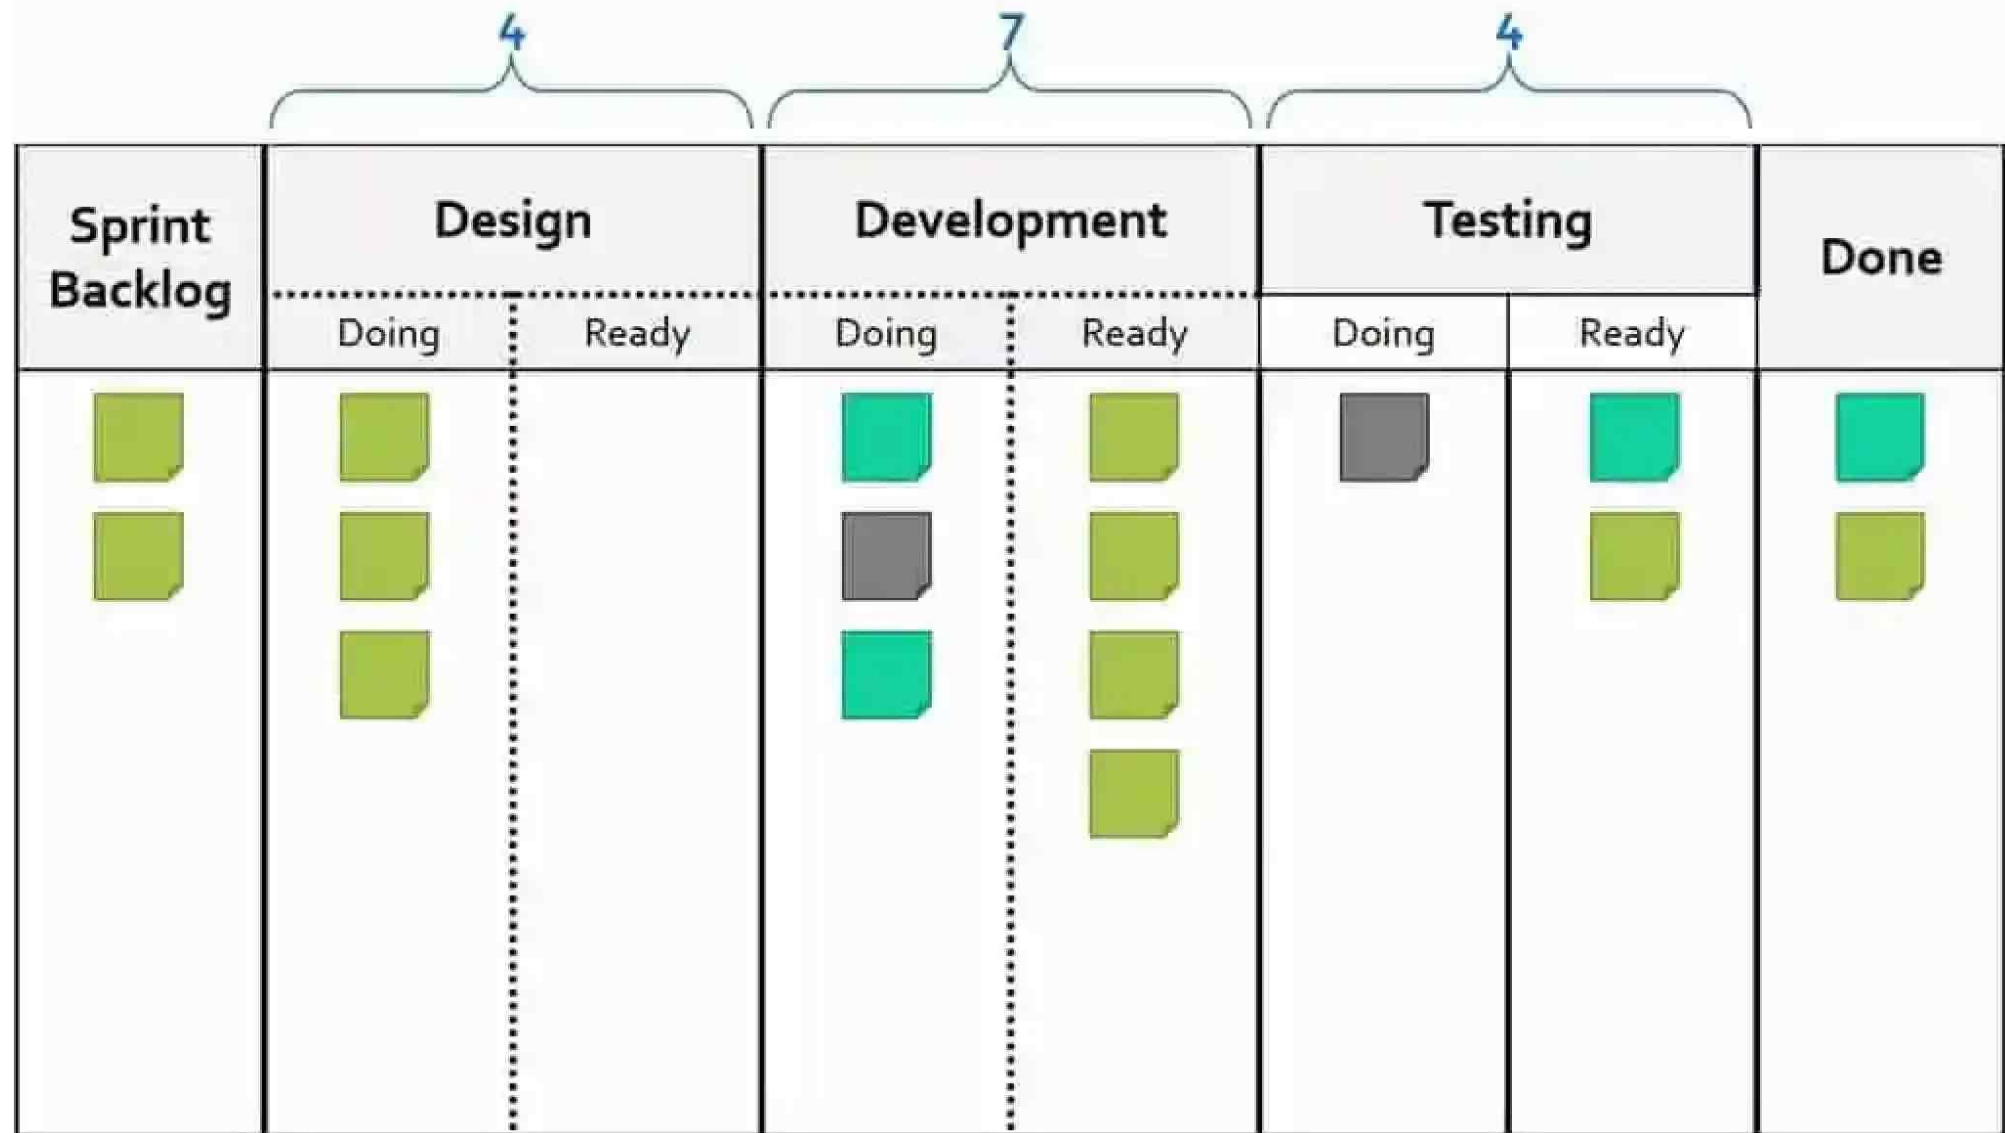 4
7
4
Sprint
Backlog
Design
Development
Testing
Done
Doing
Ready
Doing
Ready
Doing
Ready